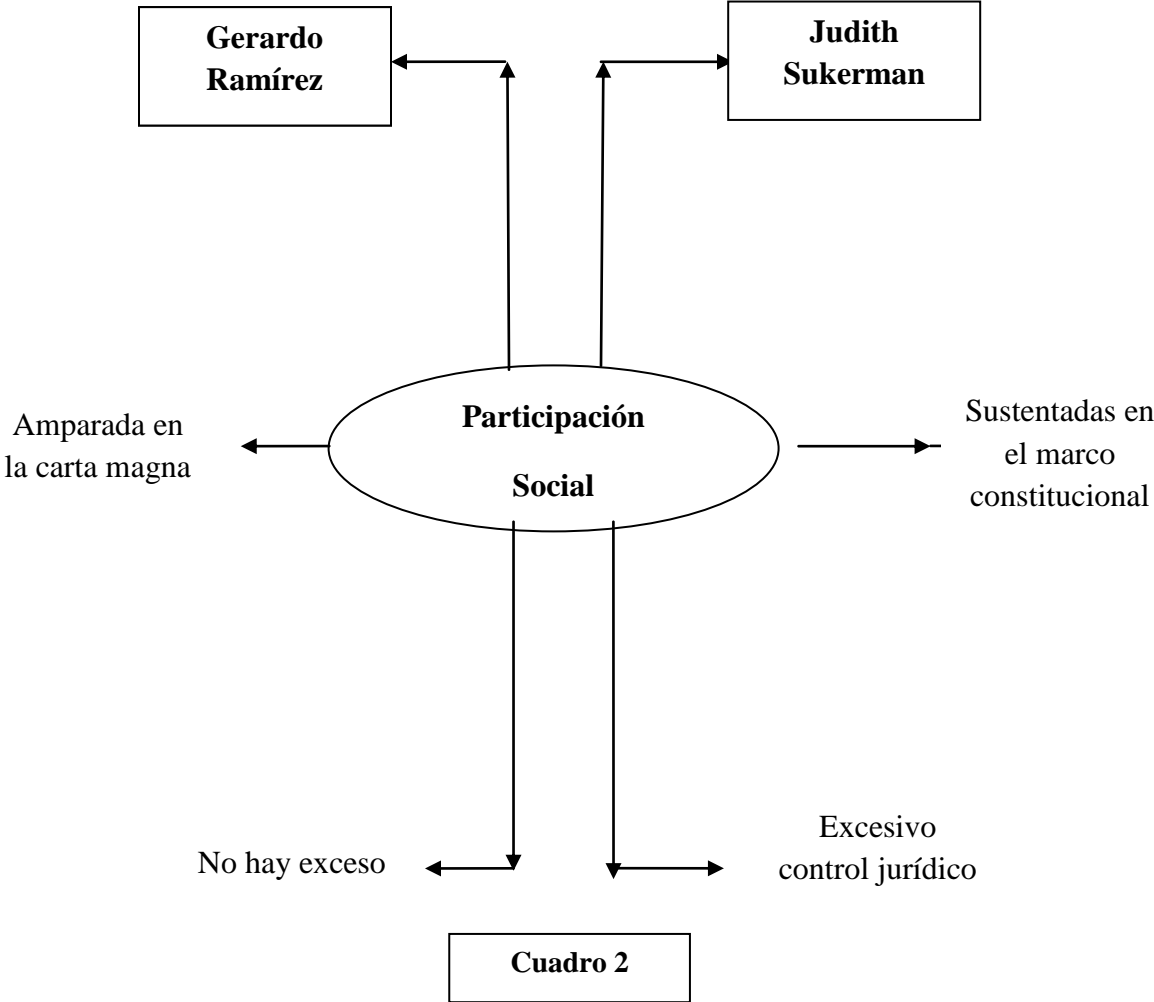 Gerardo
Ramírez
Judith
Sukerman
Participación
Social
Amparada en
la carta magna
Sustentadas en
el marco
constitucional
No hay exceso
Excesivo
control jurídico
Cuadro 2